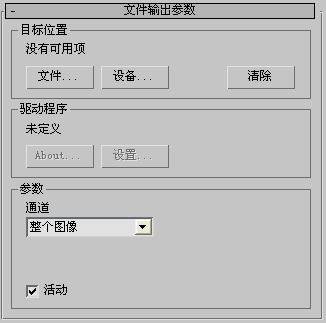 文件输出参数
目标位置
没有可用项
文件... 设备... 清除
驱动程序
未定义
About... 设置...
参数
通道
整个图像
活动